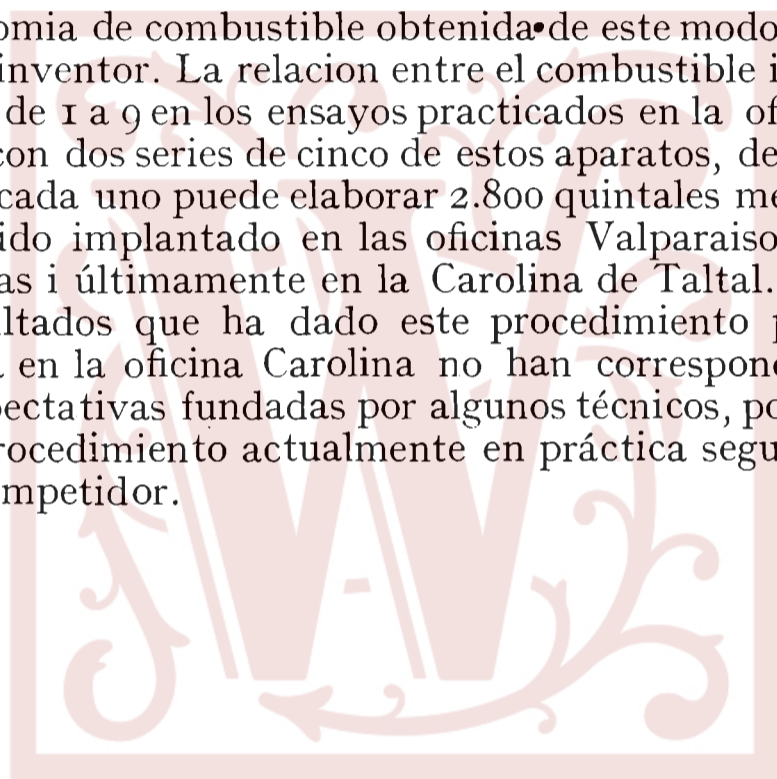 omia de combustible obtenida de este modo
inventor. La relacion entre el combustible i
de 1 a 9 en los ensayos practicados en la of
con dos series de cinco de estos aparatos, de
cada uno puede elaborar 2.800 quintales me
ido implantado en las oficinas Valparaiso
as i últimamente en la Carolina de Taltal.
ltados que ha dado este procedimiento p
en la oficina Carolina no han correspond
pectativas fundadas por algunos técnicos, po
rocedimiento actualmente en práctica segu
mpetidor.
W